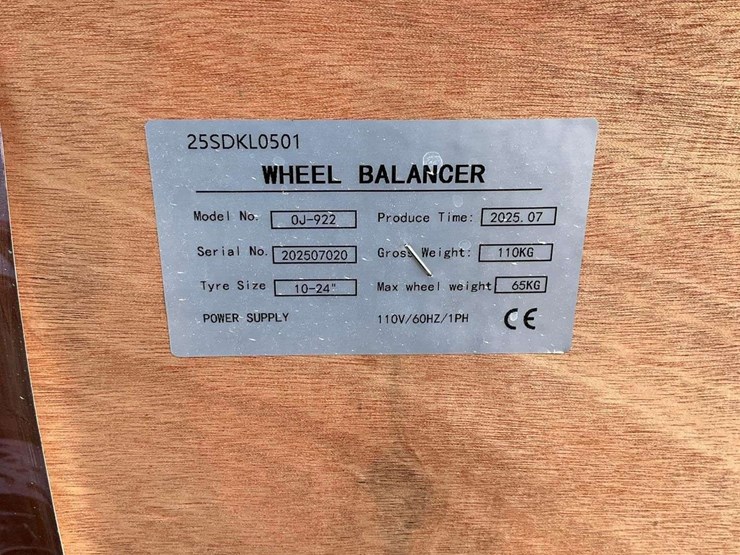 25SDKL0501
WHEEL BALANCER
Model No. OJ-922 Produce Time: 2025.07
Serial No. 202507020 Gross Weight: 110KG
Tyre Size 10-24" Max wheel weight 65KG
POWER SUPPLY 110V/60HZ/1PH CE